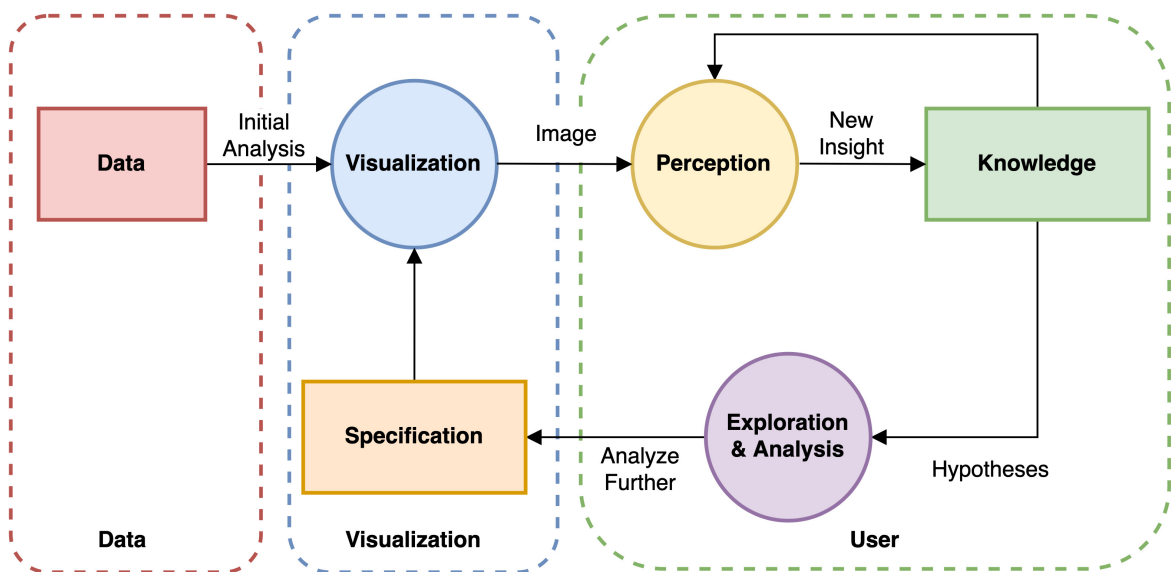 Data
Initial
Analysis
Visualization
Image
Perception
New
Insight
Knowledge
Specification
Analyze
Further
Exploration
& Analysis
Hypotheses
Data
Visualization
User